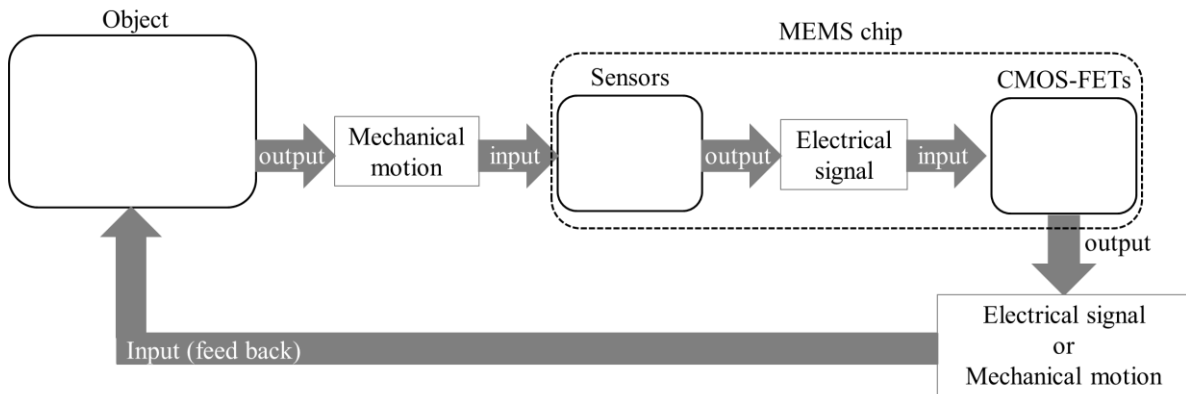 Object
MEMS chip
Sensors
CMOS-FETs
output
Mechanical
motion
input
output
Electrical
signal
input
output
Electrical signal
or
Mechanical motion
Input (feed back)